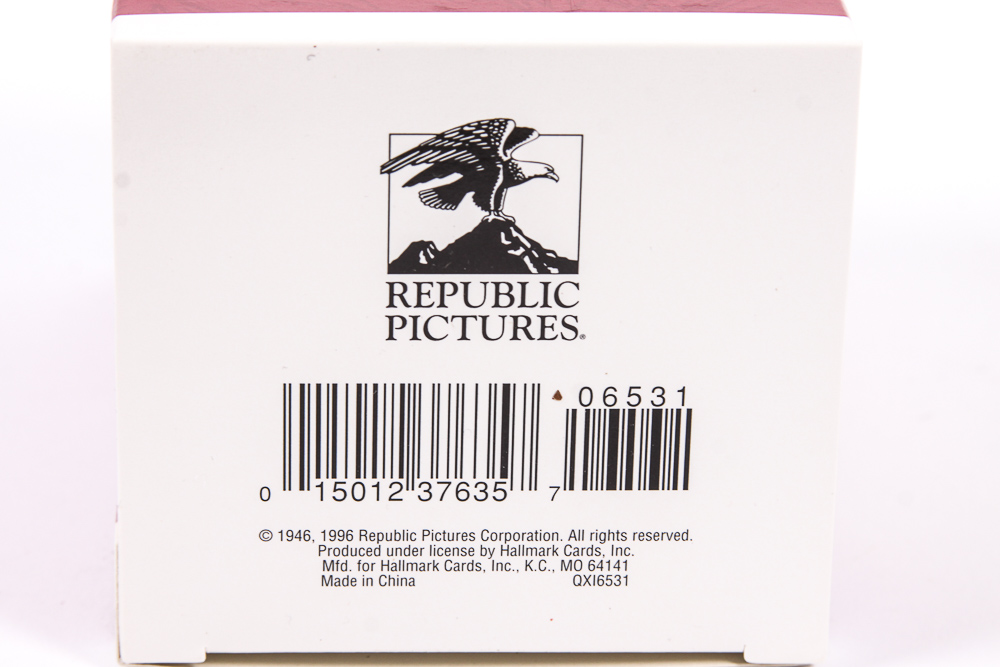 REPUBLIC
PICTURES®
06531
0 15012 37635 7
© 1946, 1996 Republic Pictures Corporation. All rights reserved.
Produced under license by Hallmark Cards, Inc.
Mfd. for Hallmark Cards, Inc., K.C., MO 64141
Made in China QXI6531